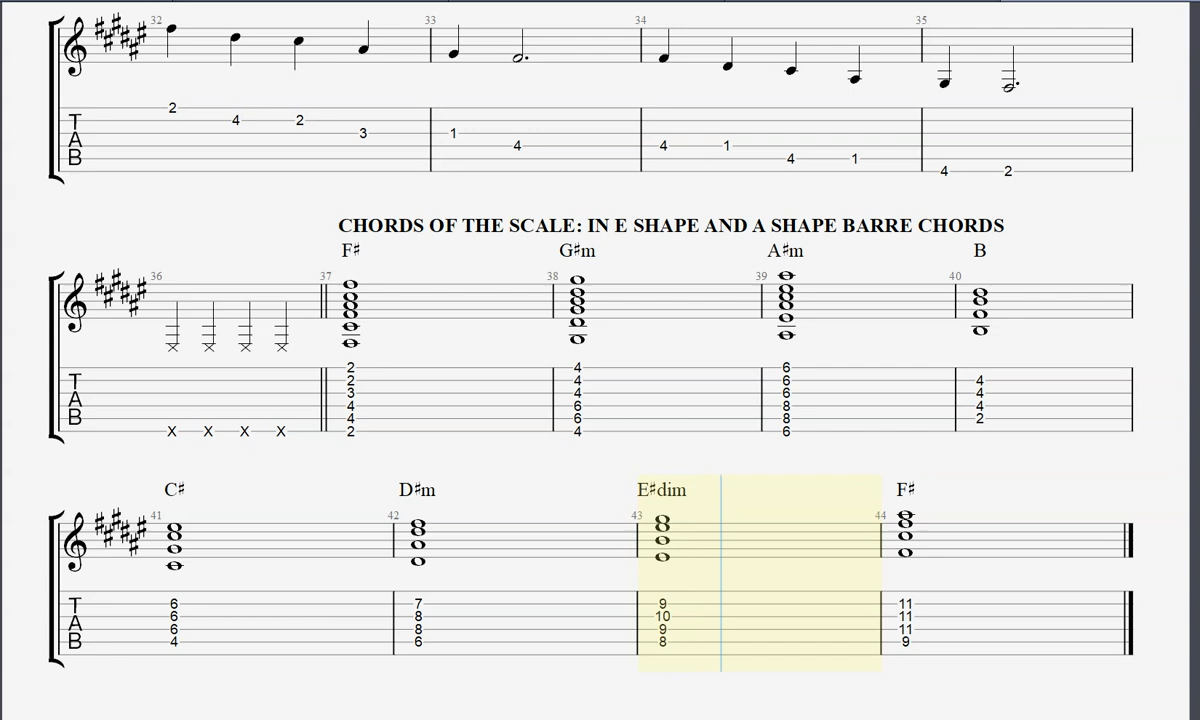 32 33 34 35
2
T 4 2
A 3 1
4 4 1
B 4 1
4 2
CHORDS OF THE SCALE: IN E SHAPE AND A SHAPE BARRE CHORDS
F♯ G♯m A♯m B
36 37 38 39 40
2 4 6
T 2 4 6 4
A 3 4 6 4
4 6 8 4
B 4 6 8 2
X X X X 2 4 6
C♯ D♯m E♯dim F♯
41 42 43 44
T 6 7 9 11
A 6 8 10 11
6 8 9 11
B 4 6 8 9